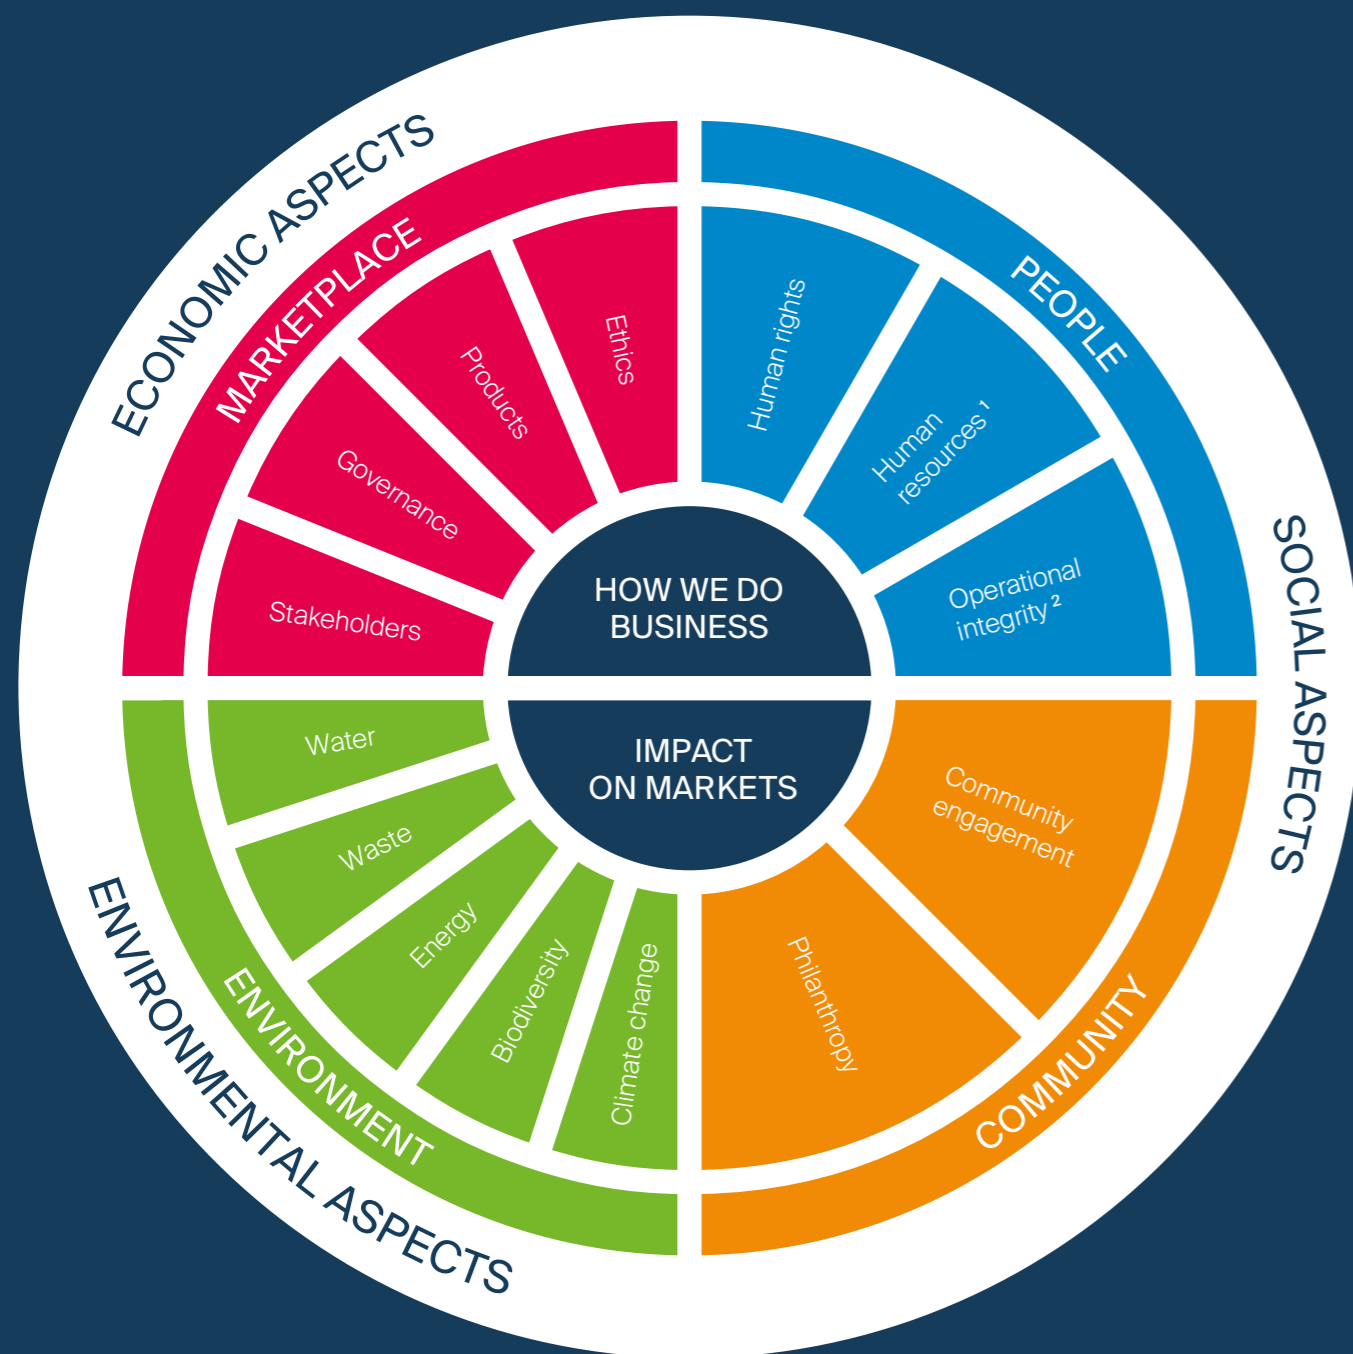 ECONOMIC ASPECTS
MARKETPLACE
Stakeholders
Governance
Products
Ethics
PEOPLE
Human rights
Human
resources ¹
Operational
integrity ²
HOW WE DO
BUSINESS
IMPACT
ON MARKETS
SOCIAL ASPECTS
COMMUNITY
Community
engagement
Philanthropy
ENVIRONMENTAL ASPECTS
ENVIRONMENT
Water
Waste
Energy
Biodiversity
Climate change